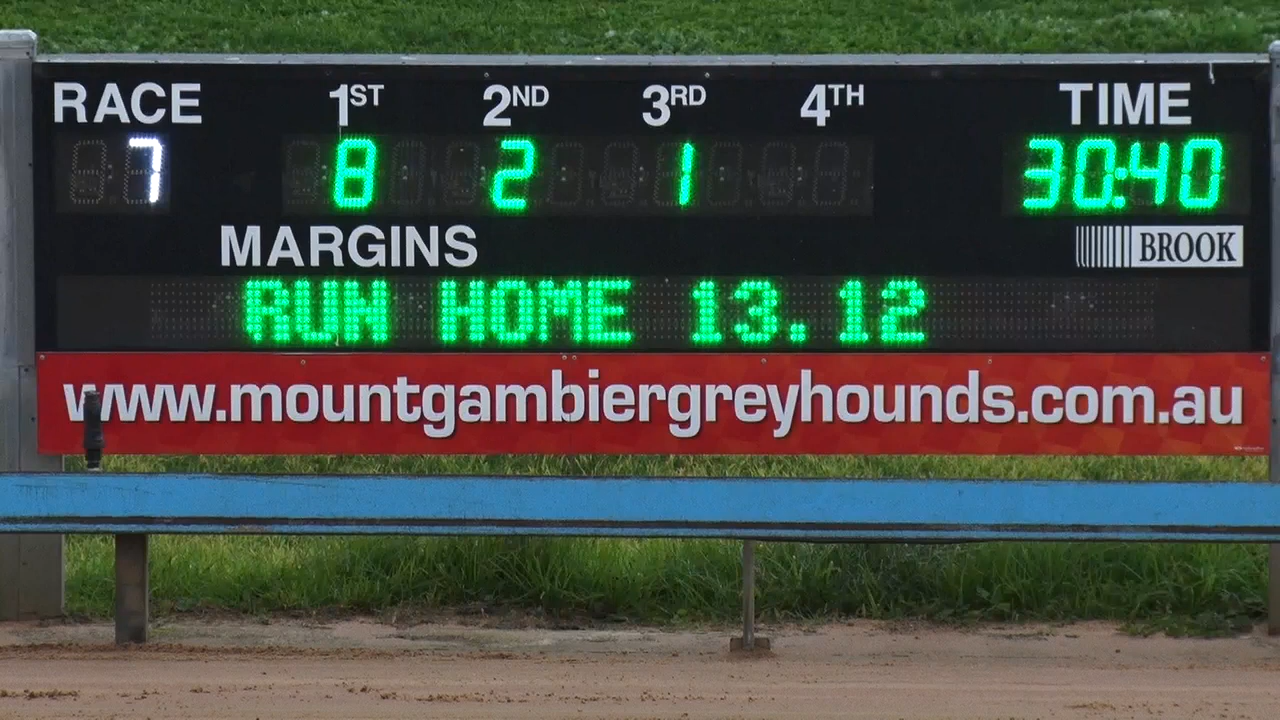 RACE 1ST 2ND 3RD 4TH TIME
7 8 2 1 30:40
MARGINS BROOK
RUN HOME 13.12
www.mountgambiergreyhounds.com.au